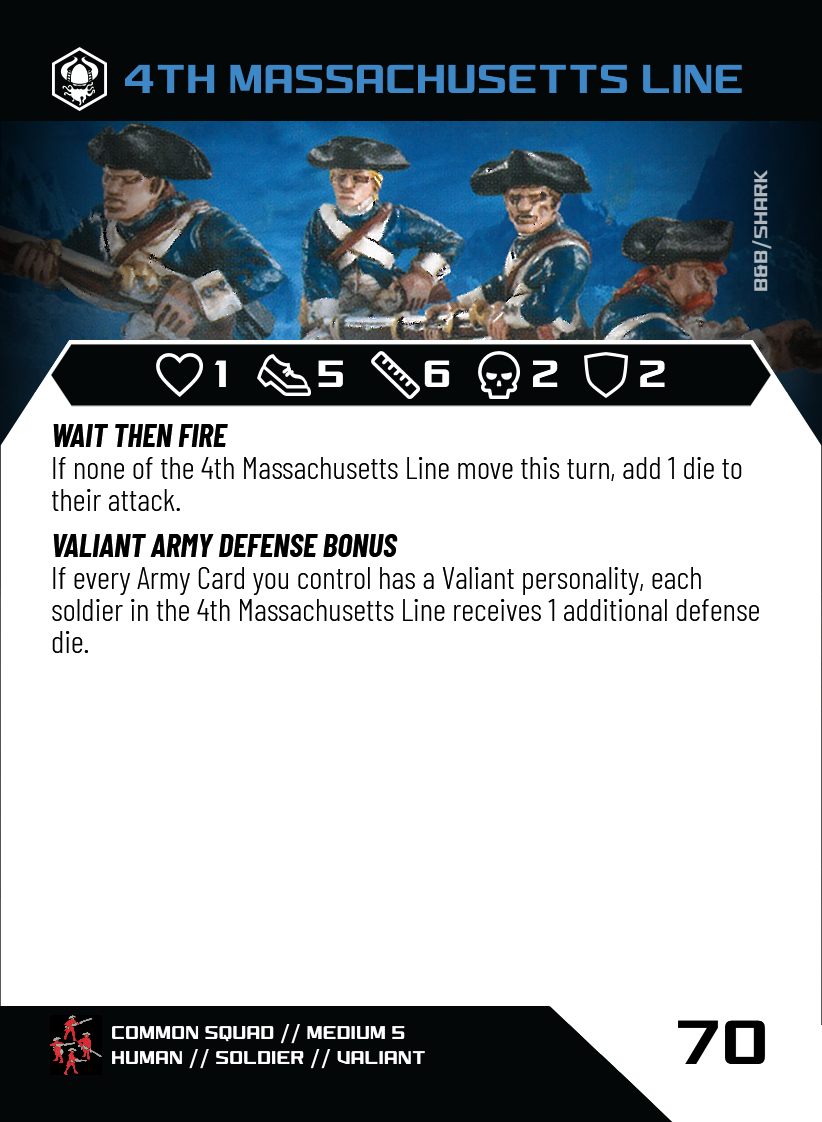 4TH MASSACHUSETTS LINE
B&B/SHARK
1 5 6 2 2
WAIT THEN FIRE
If none of the 4th Massachusetts Line move this turn, add 1 die to
their attack.
VALIANT ARMY DEFENSE BONUS
If every Army Card you control has a Valiant personality, each
soldier in the 4th Massachusetts Line receives 1 additional defense
die.
COMMON SQUAD // MEDIUM 5
HUMAN // SOLDIER // VALIANT
70